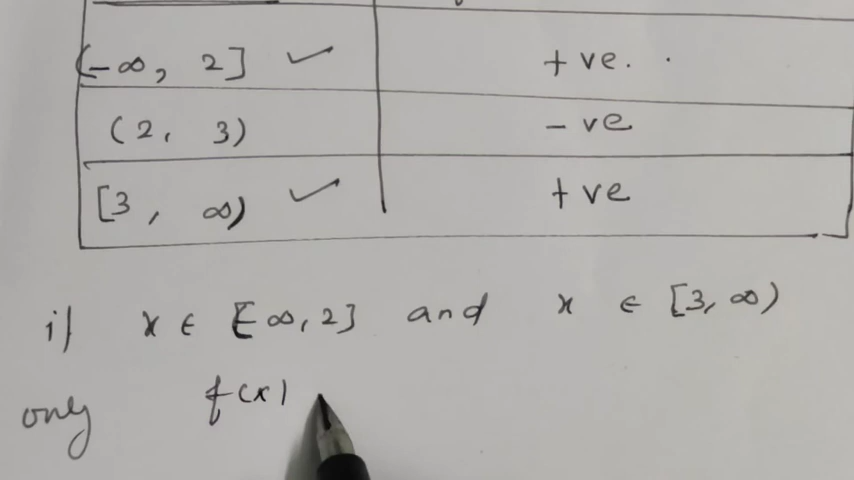 (-∞, 2] ✓ +ve.
(2, 3) -ve
[3, ∞) ✓ +ve
if x ∈ [-∞, 2] and x ∈ [3, ∞)
only f(x)